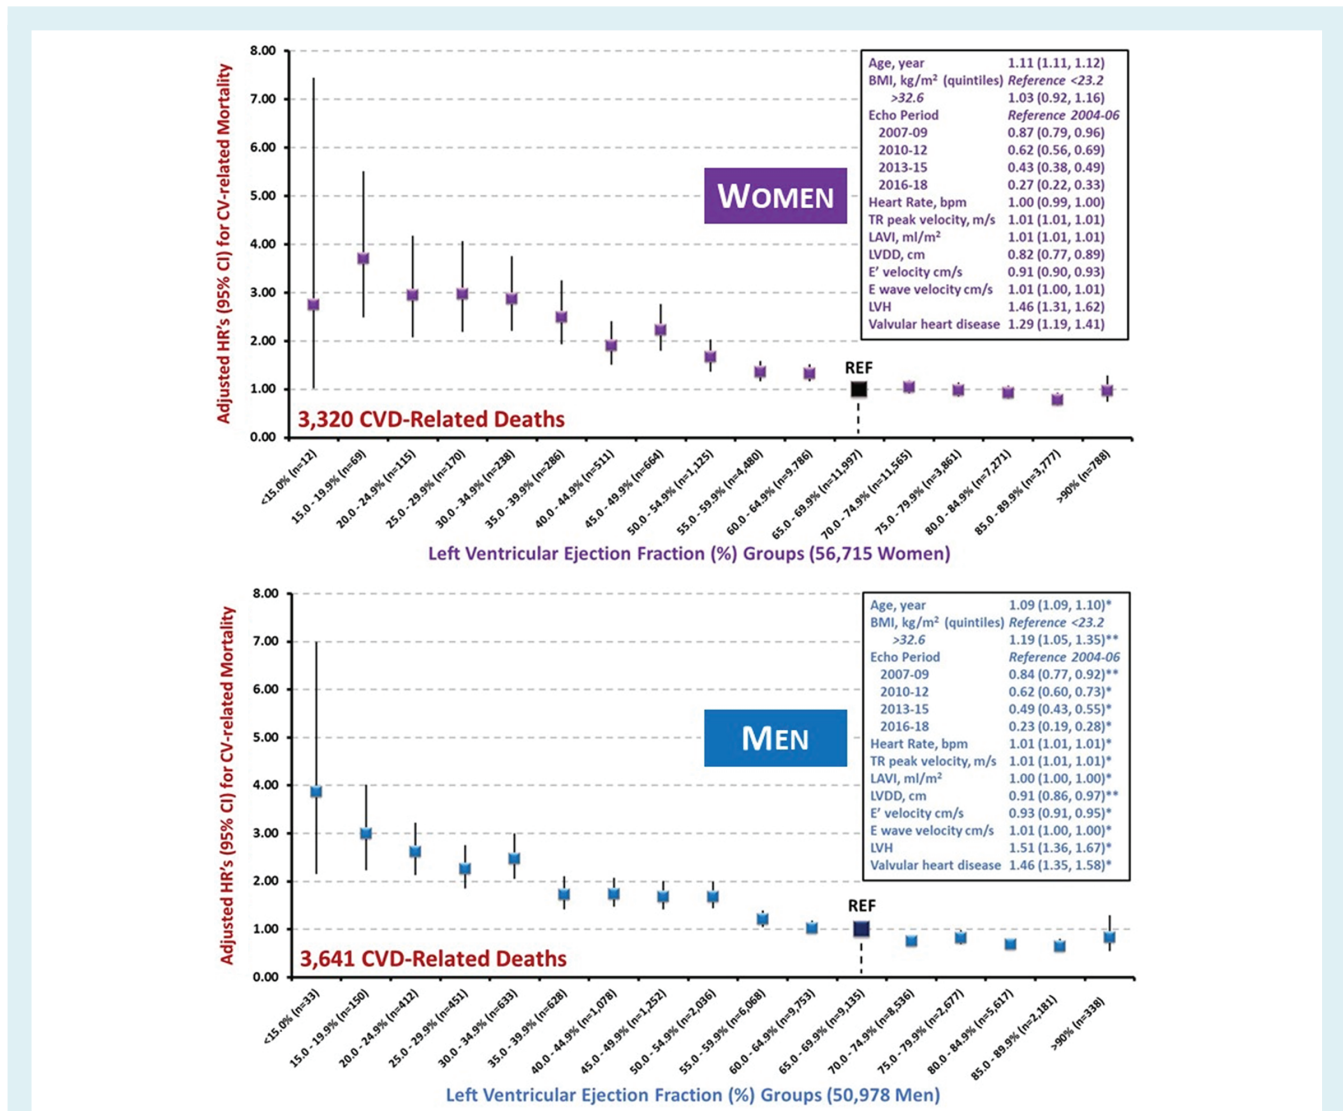 8.00
7.00
6.00
5.00
4.00
3.00
2.00
1.00
0.00
Adjusted HR's (95% CI) for CV-related Mortality
WOMEN
REF
3,320 CVD-Related Deaths
Age, year 1.11 (1.11, 1.12)
BMI, kg/m² (quintiles) Reference <23.2
>32.6 1.03 (0.92, 1.16)
Echo Period Reference 2004-06
2007-09 0.87 (0.79, 0.96)
2010-12 0.62 (0.56, 0.69)
2013-15 0.43 (0.38, 0.49)
2016-18 0.27 (0.22, 0.33)
Heart Rate, bpm 1.00 (0.99, 1.00)
TR peak velocity, m/s 1.01 (1.01, 1.01)
LAVI, ml/m² 1.01 (1.01, 1.01)
LVDD, cm 0.82 (0.77, 0.89)
E' velocity cm/s 0.91 (0.90, 0.93)
E wave velocity cm/s 1.01 (1.00, 1.01)
LVH 1.46 (1.31, 1.62)
Valvular heart disease 1.29 (1.19, 1.41)
<15.0% (n=12)
15.0 - 19.9% (n=69)
20.0 - 24.9% (n=115)
25.0 - 29.9% (n=170)
30.0 - 34.9% (n=238)
35.0 - 39.9% (n=286)
40.0 - 44.9% (n=511)
45.0 - 49.9% (n=664)
50.0 - 54.9% (n=1,125)
55.0 - 59.9% (n=4,480)
60.0 - 64.9% (n=9.786)
65.0 - 69.9% (n=11,997)
70.0 - 74.9% (n=11,565)
75.0 - 79.9% (n=3,861)
80.0 - 84.9% (n=7,271)
85.0 - 89.9% (n=3,777)
>90% (n=788)
Left Ventricular Ejection Fraction (%) Groups (56,715 Women)
8.00
7.00
6.00
5.00
4.00
3.00
2.00
1.00
0.00
Adjusted HR's (95% CI) for CV-related Mortality
MEN
REF
3,641 CVD-Related Deaths
Age, year 1.09 (1.09, 1.10)*
BMI, kg/m² (quintiles) Reference <23.2
>32.6 1.19 (1.05, 1.35)**
Echo Period Reference 2004-06
2007-09 0.84 (0.77, 0.92)**
2010-12 0.62 (0.60, 0.73)*
2013-15 0.49 (0.43, 0.55)*
2016-18 0.23 (0.19, 0.28)*
Heart Rate, bpm 1.01 (1.01, 1.01)*
TR peak velocity, m/s 1.01 (1.01, 1.01)*
LAVI, ml/m² 1.00 (1.00, 1.00)*
LVDD, cm 0.91 (0.86, 0.97)**
E' velocity cm/s 0.93 (0.91, 0.95)*
E wave velocity cm/s 1.01 (1.00, 1.00)*
LVH 1.51 (1.36, 1.67)*
Valvular heart disease 1.46 (1.35, 1.58)*
<15.0% (n=33)
15.0 - 19.9% (n=150)
20.0 - 24.9% (n=412)
25.0 - 29.9% (n=451)
30.0 - 34.9% (n=633)
35.0 - 39.9% (n=628)
40.0 - 44.9% (n=1,078)
45.0 - 49.9% (n=1,252)
50.0 - 54.9% (n=2,036)
55.0 - 59.9% (n=6,068)
60.0 - 64.9% (n=9,753)
65.0 - 69.9% (n=9,135)
70.0 - 74.9% (n=8,536)
75.0 - 79.9% (n=2,677)
80.0 - 84.9% (n=5,617)
85.0 - 89.9% (n=2,181)
>90% (n=338)
Left Ventricular Ejection Fraction (%) Groups (50,978 Men)